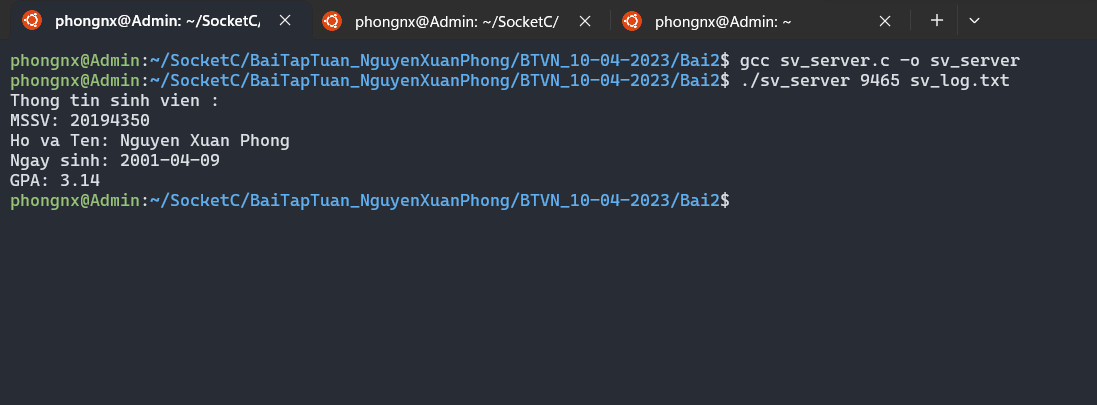 phongnx@Admin: ~/SocketC/
phongnx@Admin: ~/SocketC/
phongnx@Admin: ~
phongnx@Admin:~/SocketC/BaiTapTuan_NguyenXuanPhong/BTVN_10-04-2023/Bai2$ gcc sv_server.c -o sv_server
phongnx@Admin:~/SocketC/BaiTapTuan_NguyenXuanPhong/BTVN_10-04-2023/Bai2$ ./sv_server 9465 sv_log.txt
Thong tin sinh vien :
MSSV: 20194350
Ho va Ten: Nguyen Xuan Phong
Ngay sinh: 2001-04-09
GPA: 3.14
phongnx@Admin:~/SocketC/BaiTapTuan_NguyenXuanPhong/BTVN_10-04-2023/Bai2$